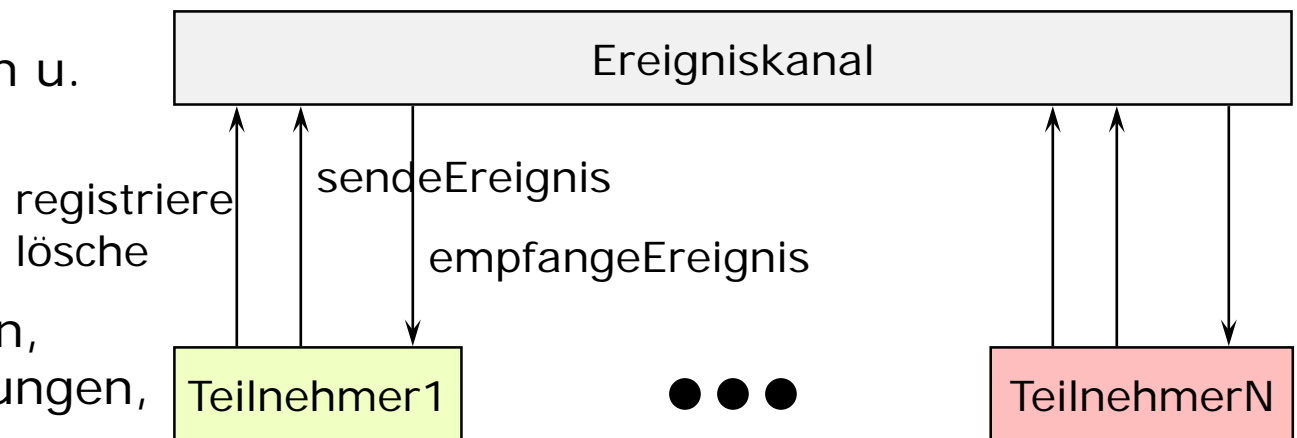 Ereigniskanal
n u.
sendeEreignis
registriere
lösche
empfangeEreignis
n,
ungen,
Teilnehmer1
TeilnehmerN